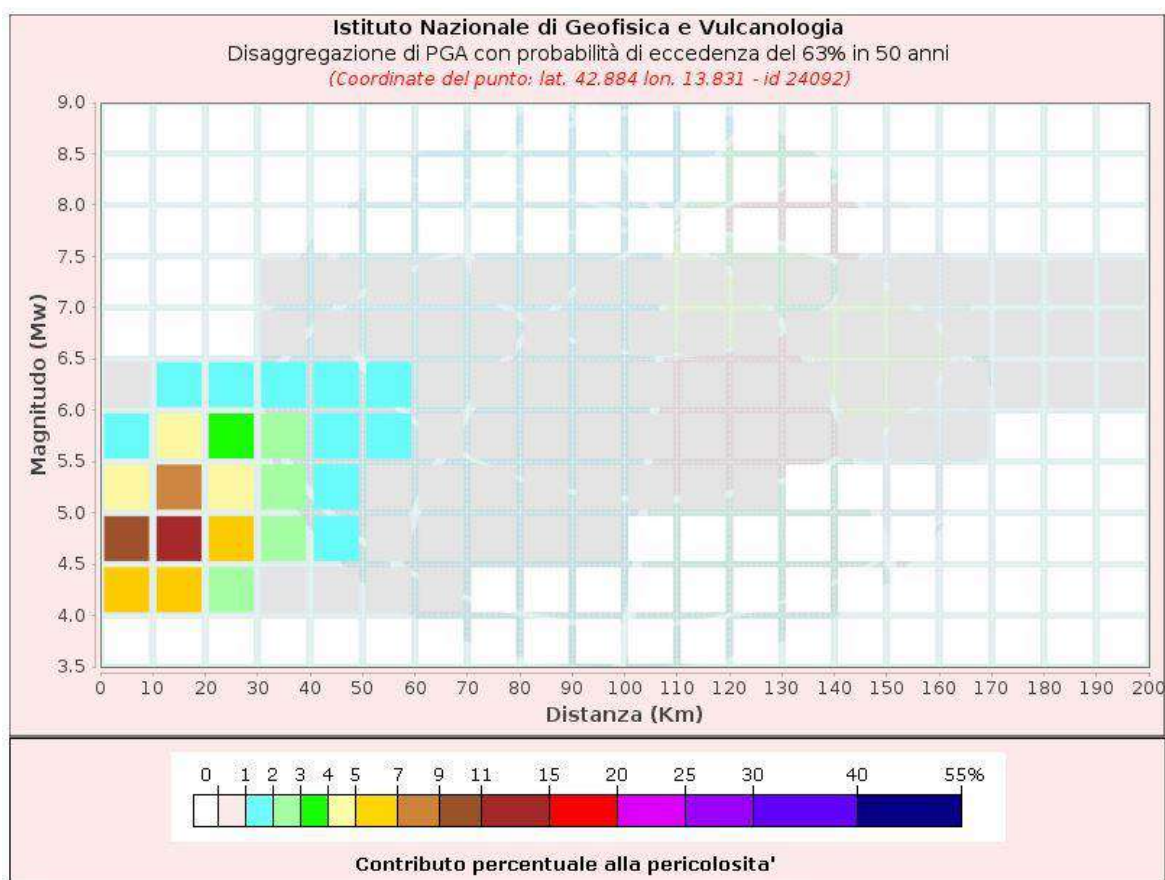 Istituto Nazionale di Geofisica e Vulcanologia
Disaggregazione di PGA con probabilità di eccedenza del 63% in 50 anni
(Coordinate del punto: lat. 42.884 lon. 13.831 - id 24092)
9.0
8.5
8.0
7.5
7.0
6.5
6.0
5.5
5.0
4.5
4.0
3.5
Magnitudo (Mw)
0 10 20 30 40 50 60 70 80 90 100 110 120 130 140 150 160 170 180 190 200
Distanza (Km)
0 1 2 3 4 5 7 9 11 15 20 25 30 40 55%
Contributo percentuale alla pericolosita'